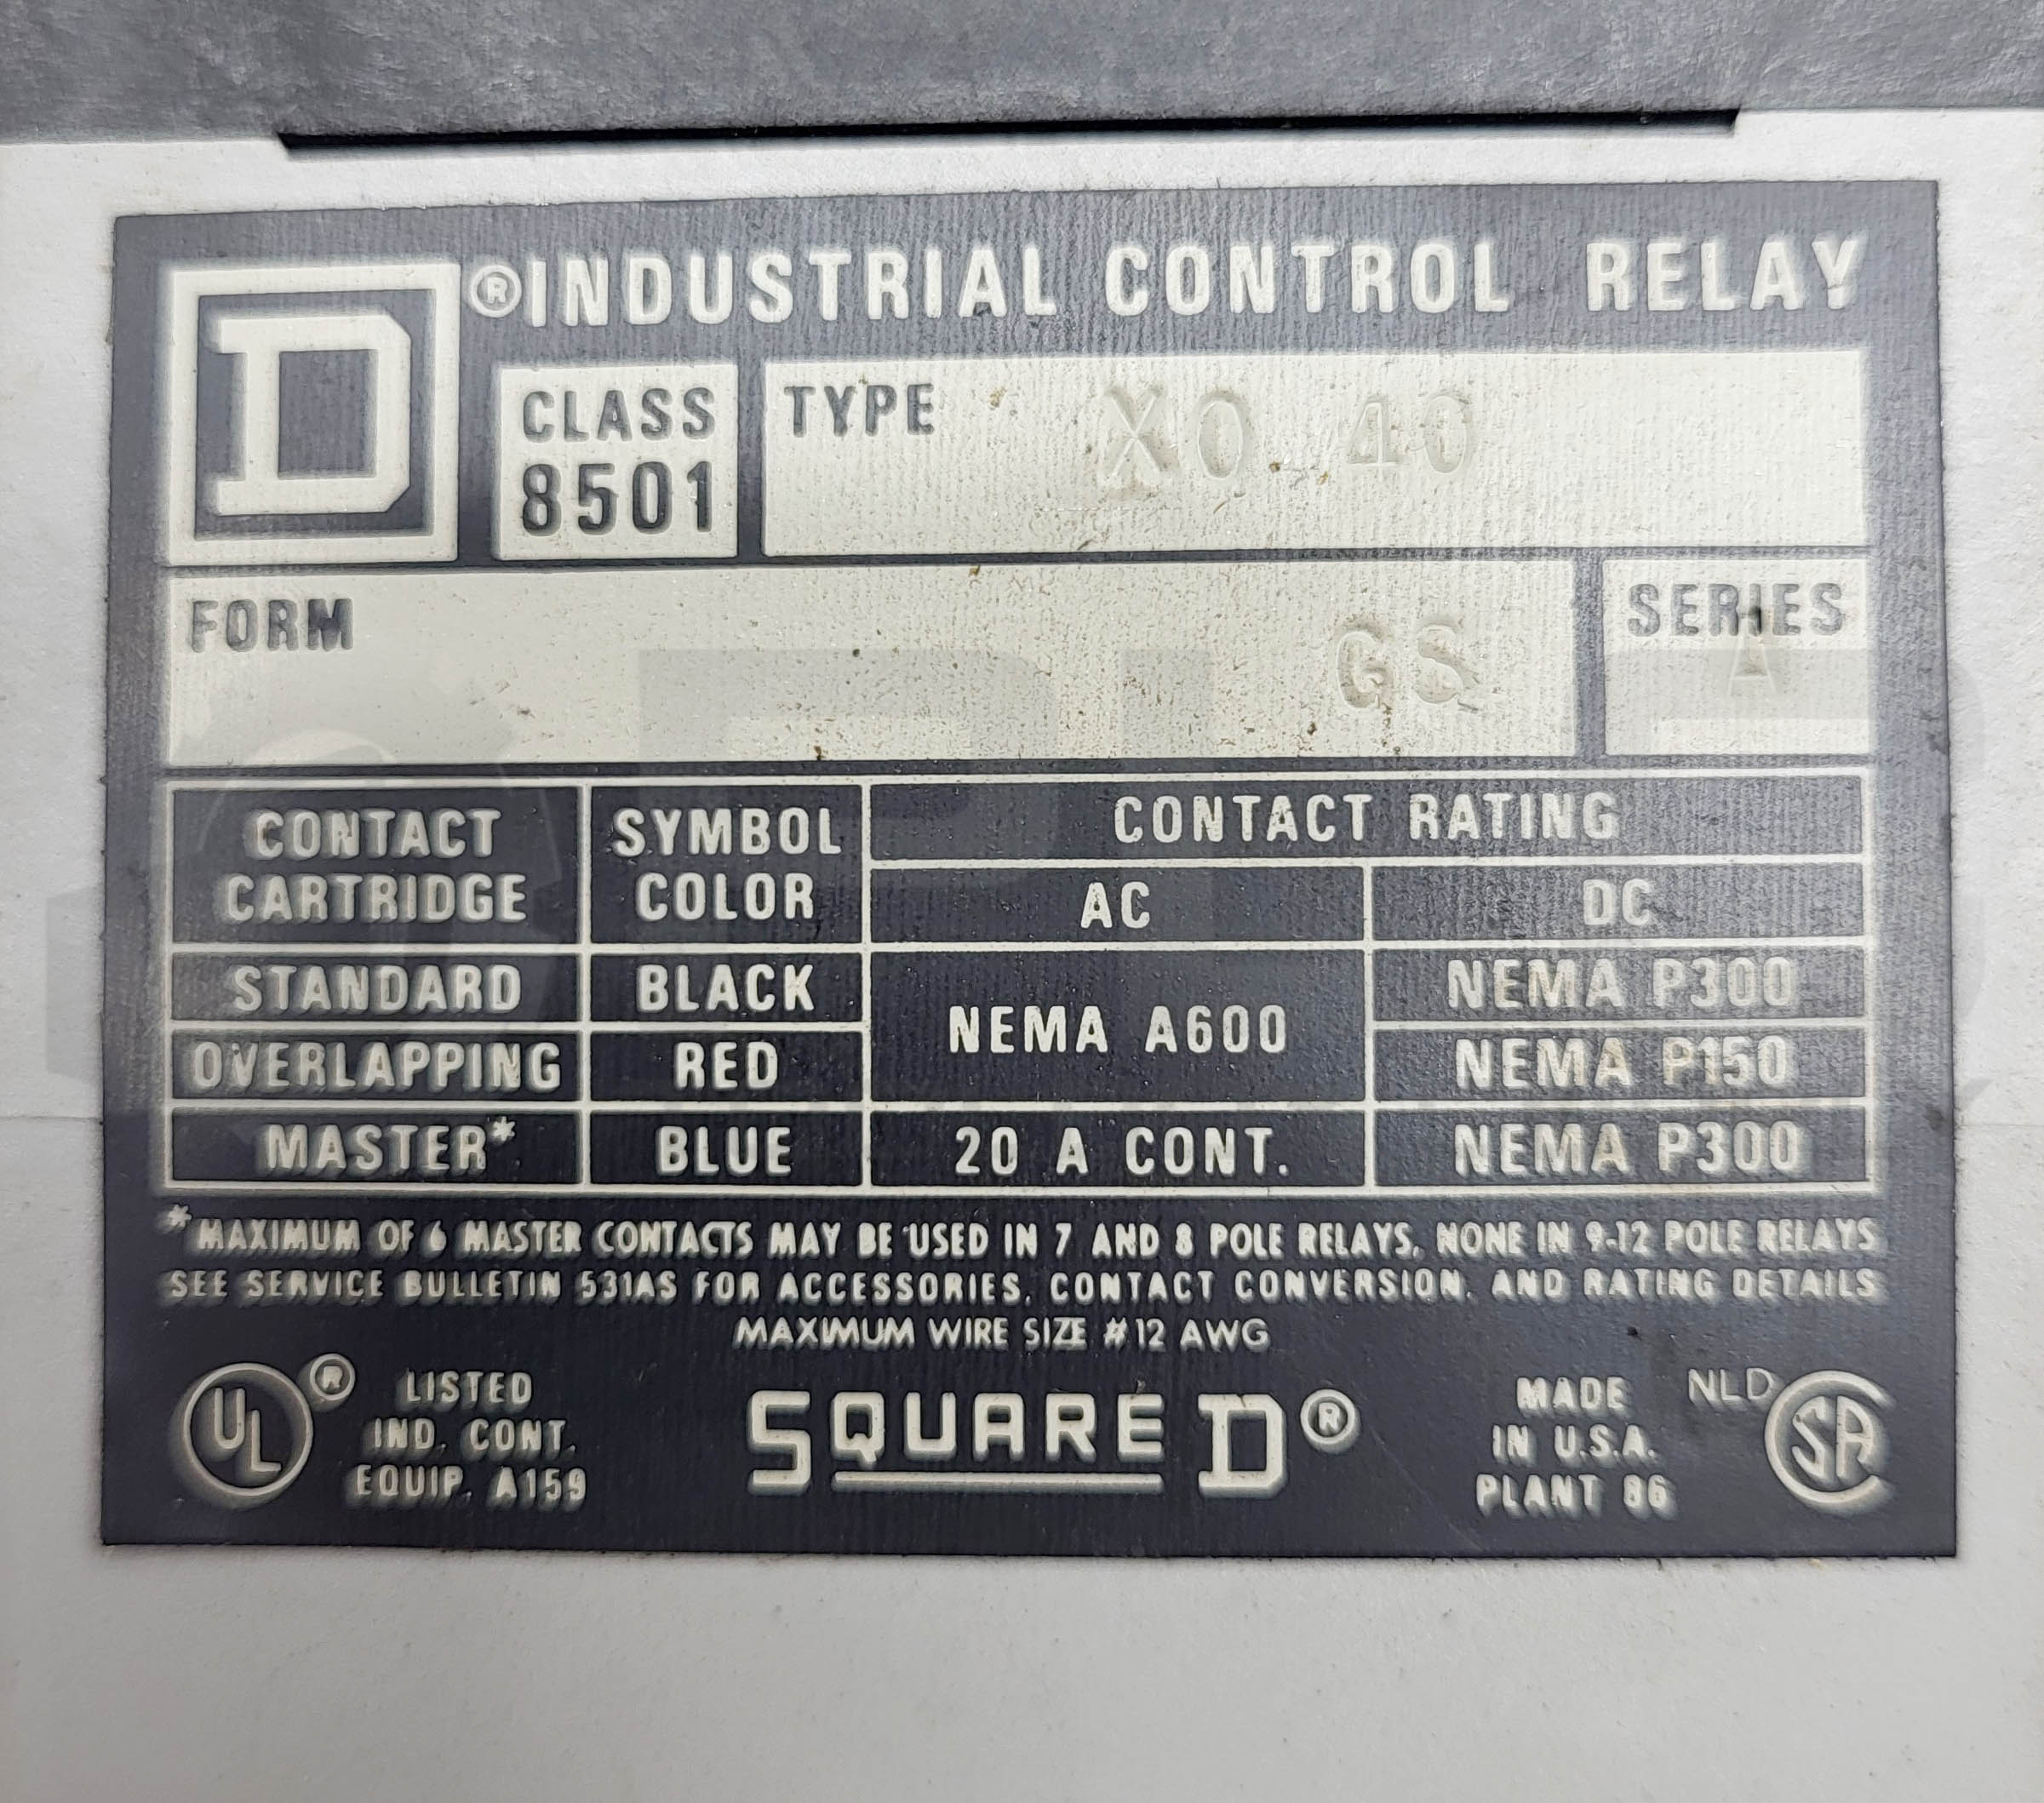 D ® INDUSTRIAL CONTROL RELAY
CLASS
8501
TYPE XO 40
FORM GS
SERIES A
CONTACT CARTRIDGE SYMBOL COLOR CONTACT RATING
AC DC
STANDARD BLACK NEMA A600 NEMA P300
OVERLAPPING RED NEMA P150
MASTER* BLUE 20 A CONT. NEMA P300
*MAXIMUM OF 6 MASTER CONTACTS MAY BE USED IN 7 AND 8 POLE RELAYS, NONE IN 9-12 POLE RELAYS
SEE SERVICE BULLETIN 531AS FOR ACCESSORIES, CONTACT CONVERSION, AND RATING DETAILS
MAXIMUM WIRE SIZE #12 AWG
UL ® LISTED
IND. CONT.
EQUIP. A159
SQUARE D ®
MADE
IN U.S.A.
PLANT 86
NLD SA